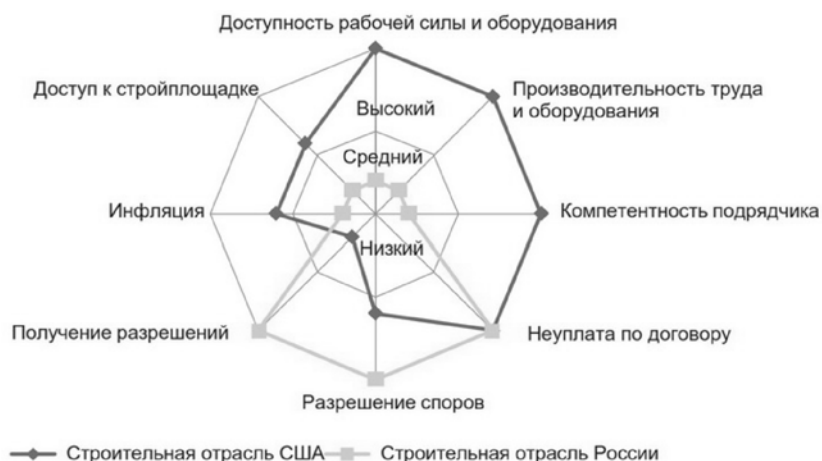 Доступность рабочей силы и оборудования
Доступ к стройплощадке
Производительность труда
и оборудования
Высокий
Средний
Инфляция
Компетентность подрядчика
Низкий
Получение разрешений
Неуплата по договору
Разрешение споров
Строительная отрасль США
Строительная отрасль России